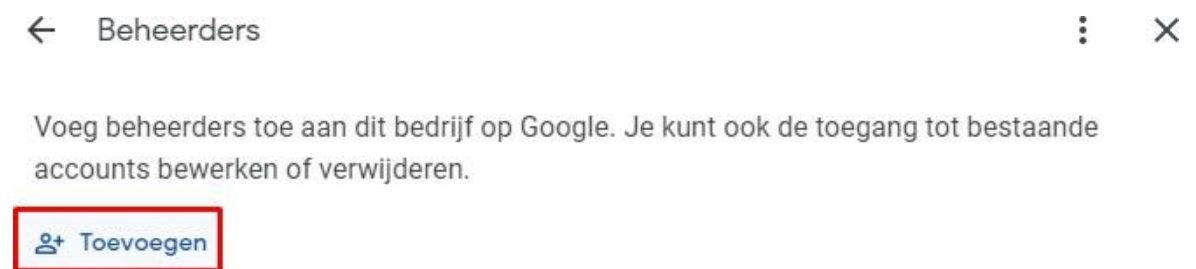 Beheerders
Voeg beheerders toe aan dit bedrijf op Google. Je kunt ook de toegang tot bestaande
accounts bewerken of verwijderen.
Toevoegen